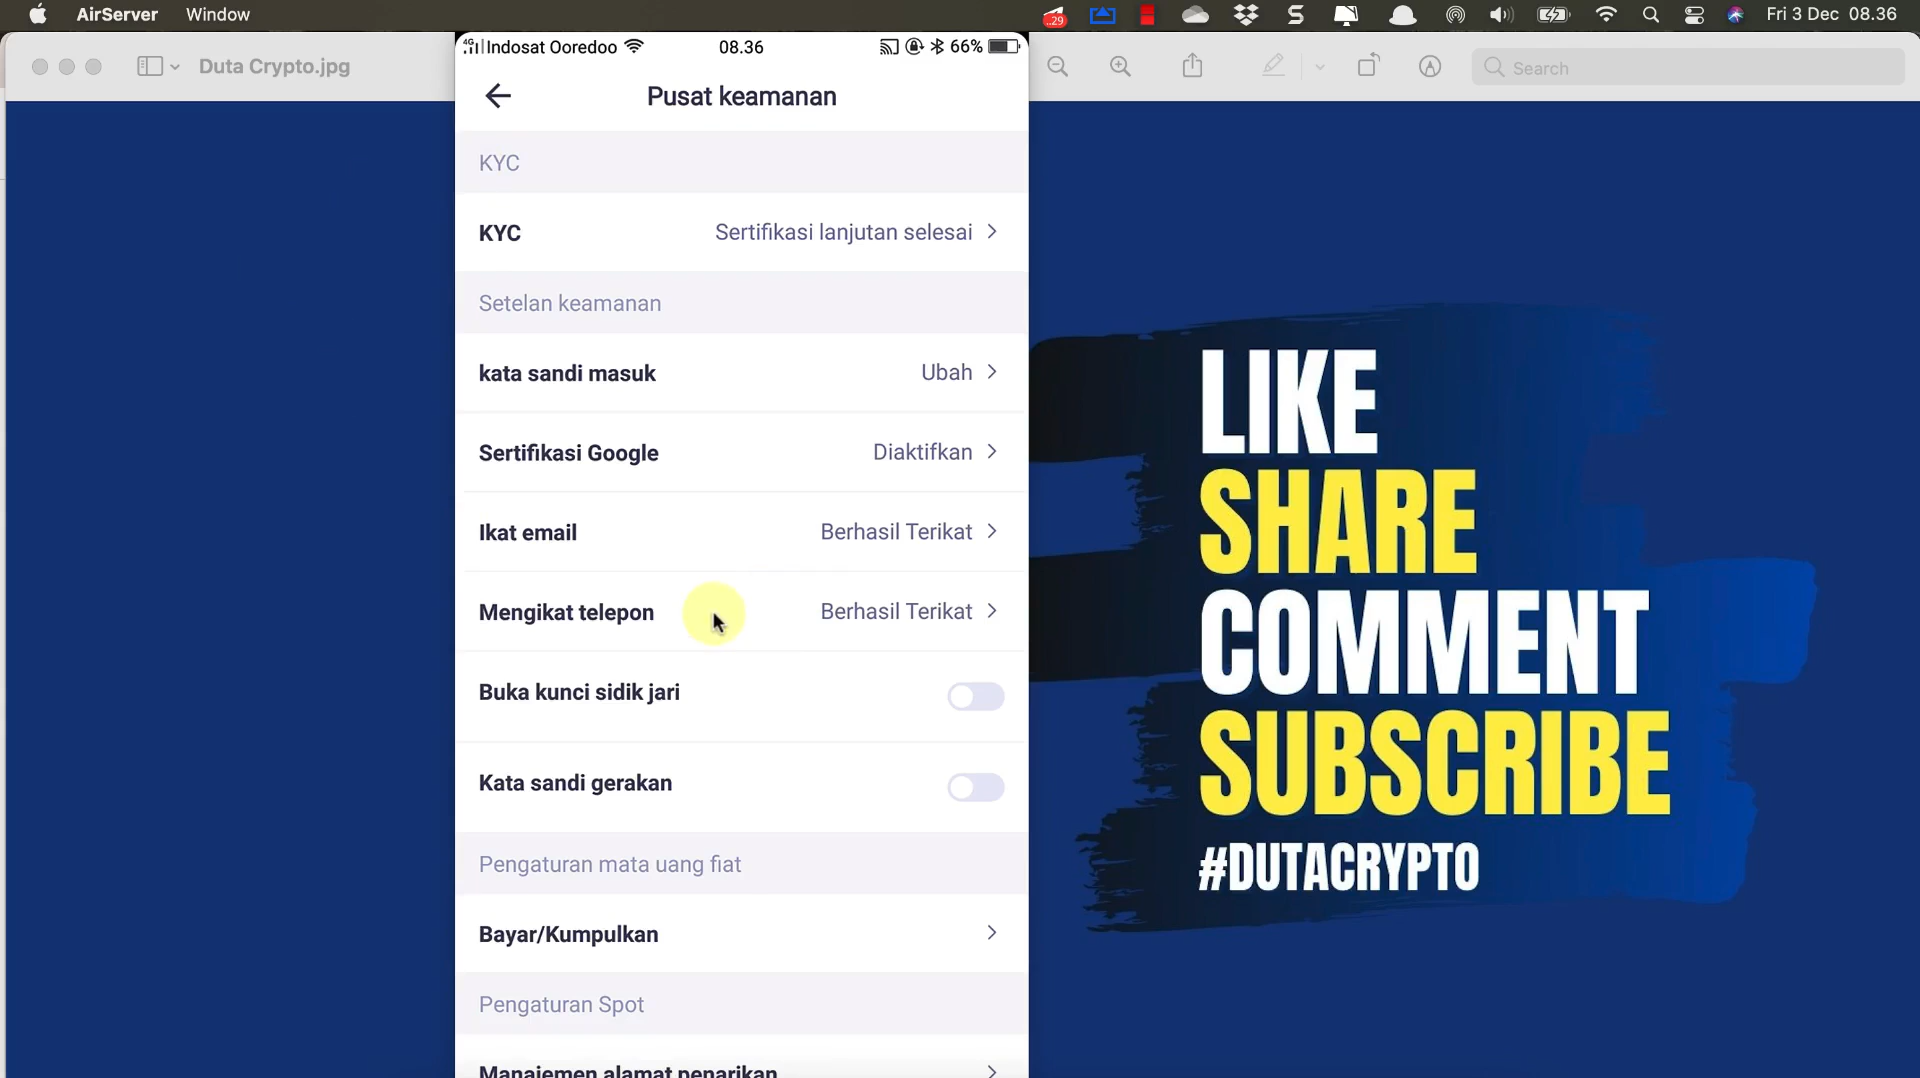 AirServer Window
29
Fri 3 Dec 08.36
Duta Crypto.jpg
Search
4G Indosat Ooredoo 08.36 66%
Pusat keamanan
KYC
KYC Sertifikasi lanjutan selesai
Setelan keamanan
kata sandi masuk Ubah
Sertifikasi Google Diaktifkan
Ikat email Berhasil Terikat
Mengikat telepon Berhasil Terikat
Buka kunci sidik jari
Kata sandi gerakan
Pengaturan mata uang fiat
Bayar/Kumpulkan
Pengaturan Spot
Manajemen alamat penarikan
LIKE
SHARE
COMMENT
SUBSCRIBE
#DUTACRYPTO